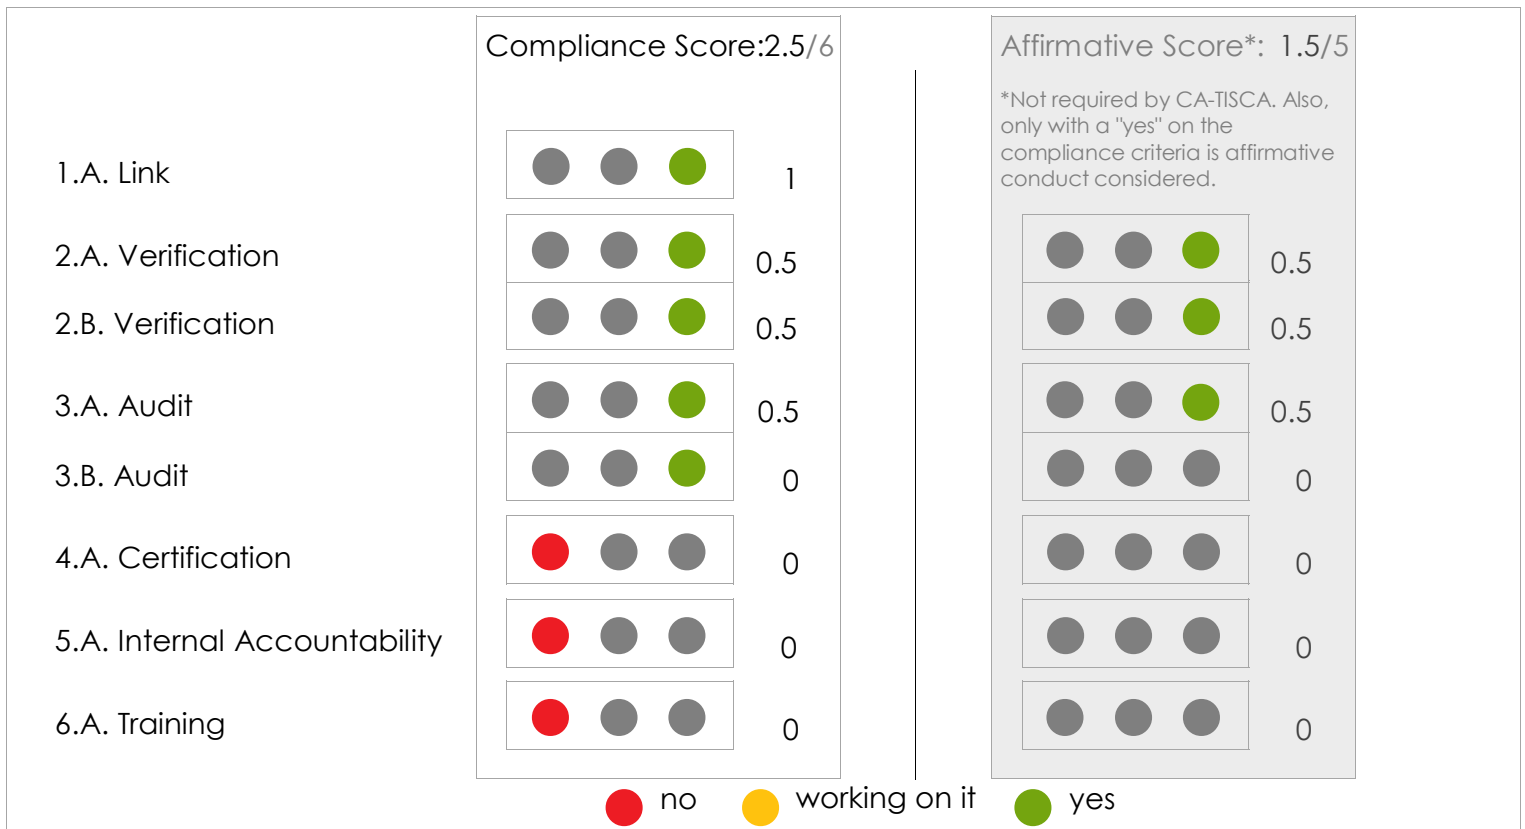 Compliance Score:2.5/6
Affirmative Score*: 1.5/5
*Not required by CA-TISCA. Also,
only with a "yes" on the
compliance criteria is affirmative
conduct considered.
1.A. Link 1
2.A. Verification 0.5 0.5
2.B. Verification 0.5 0.5
3.A. Audit 0.5 0.5
3.B. Audit 0 0
4.A. Certification 0 0
5.A. Internal Accountability 0 0
6.A. Training 0 0
no working on it yes